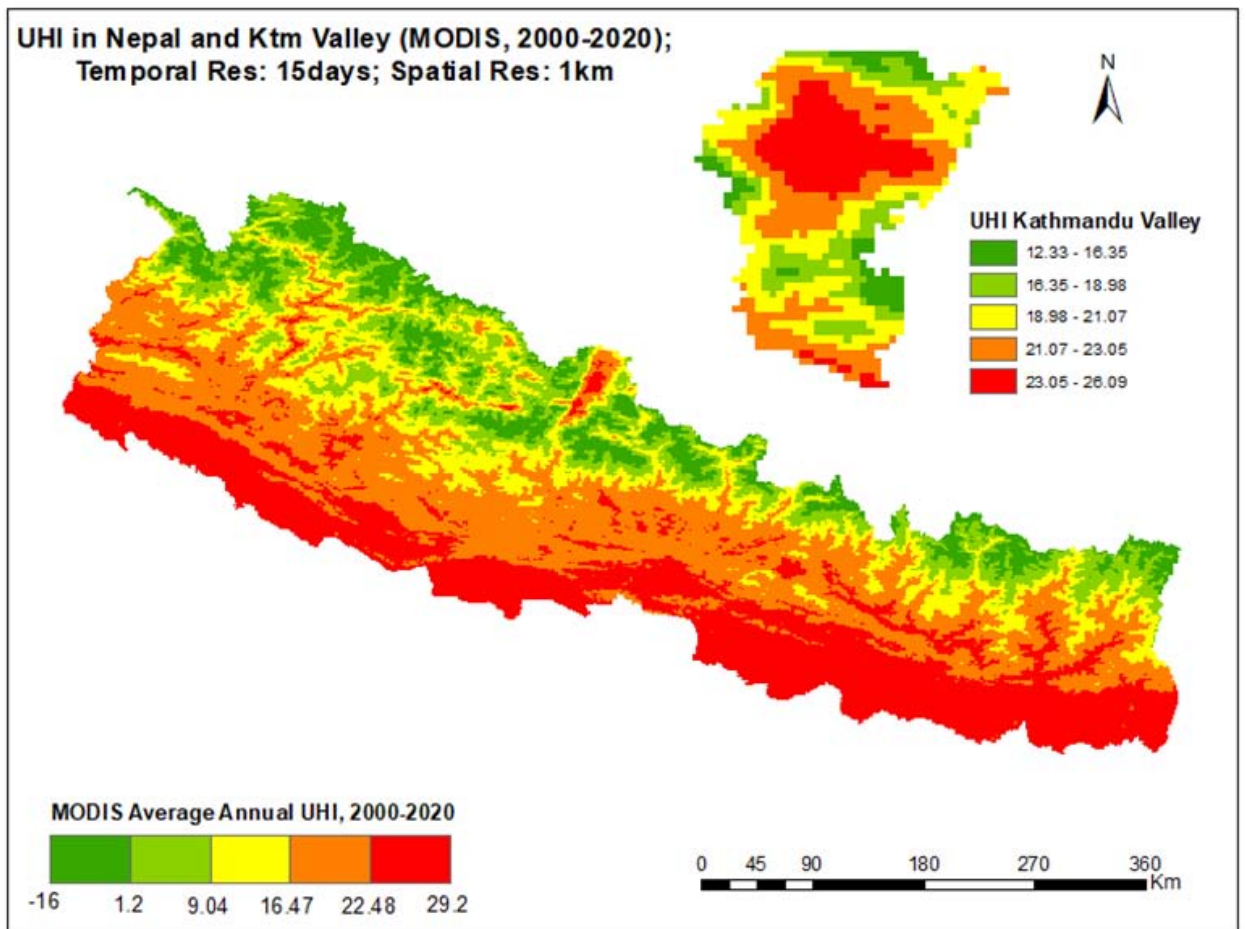 UHI in Nepal and Ktm Valley (MODIS, 2000-2020);
Temporal Res: 15days; Spatial Res: 1km
N
UHI Kathmandu Valley
12.33 - 16.35
16.35 - 18.98
18.98 - 21.07
21.07 - 23.05
23.05 - 26.09
MODIS Average Annual UHI, 2000-2020
-16 1.2 9.04 16.47 22.48 29.2
0 45 90 180 270 360
Km